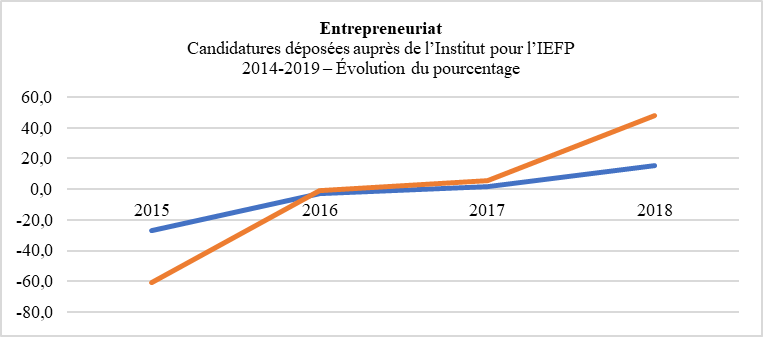 Entrepreneuriat
Candidatures déposées auprès de l’Institut pour l’IEFP
2014-2019 – Évolution du pourcentage
60,0
40,0
20,0
0,0
-20,0
-40,0
-60,0
-80,0
2015 2016 2017 2018